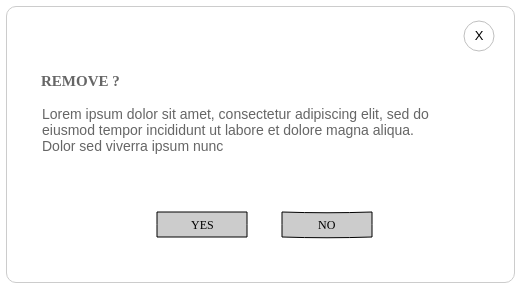 X
REMOVE ?
Lorem ipsum dolor sit amet, consectetur adipiscing elit, sed do
eiusmod tempor incididunt ut labore et dolore magna aliqua.
Dolor sed viverra ipsum nunc
YES NO